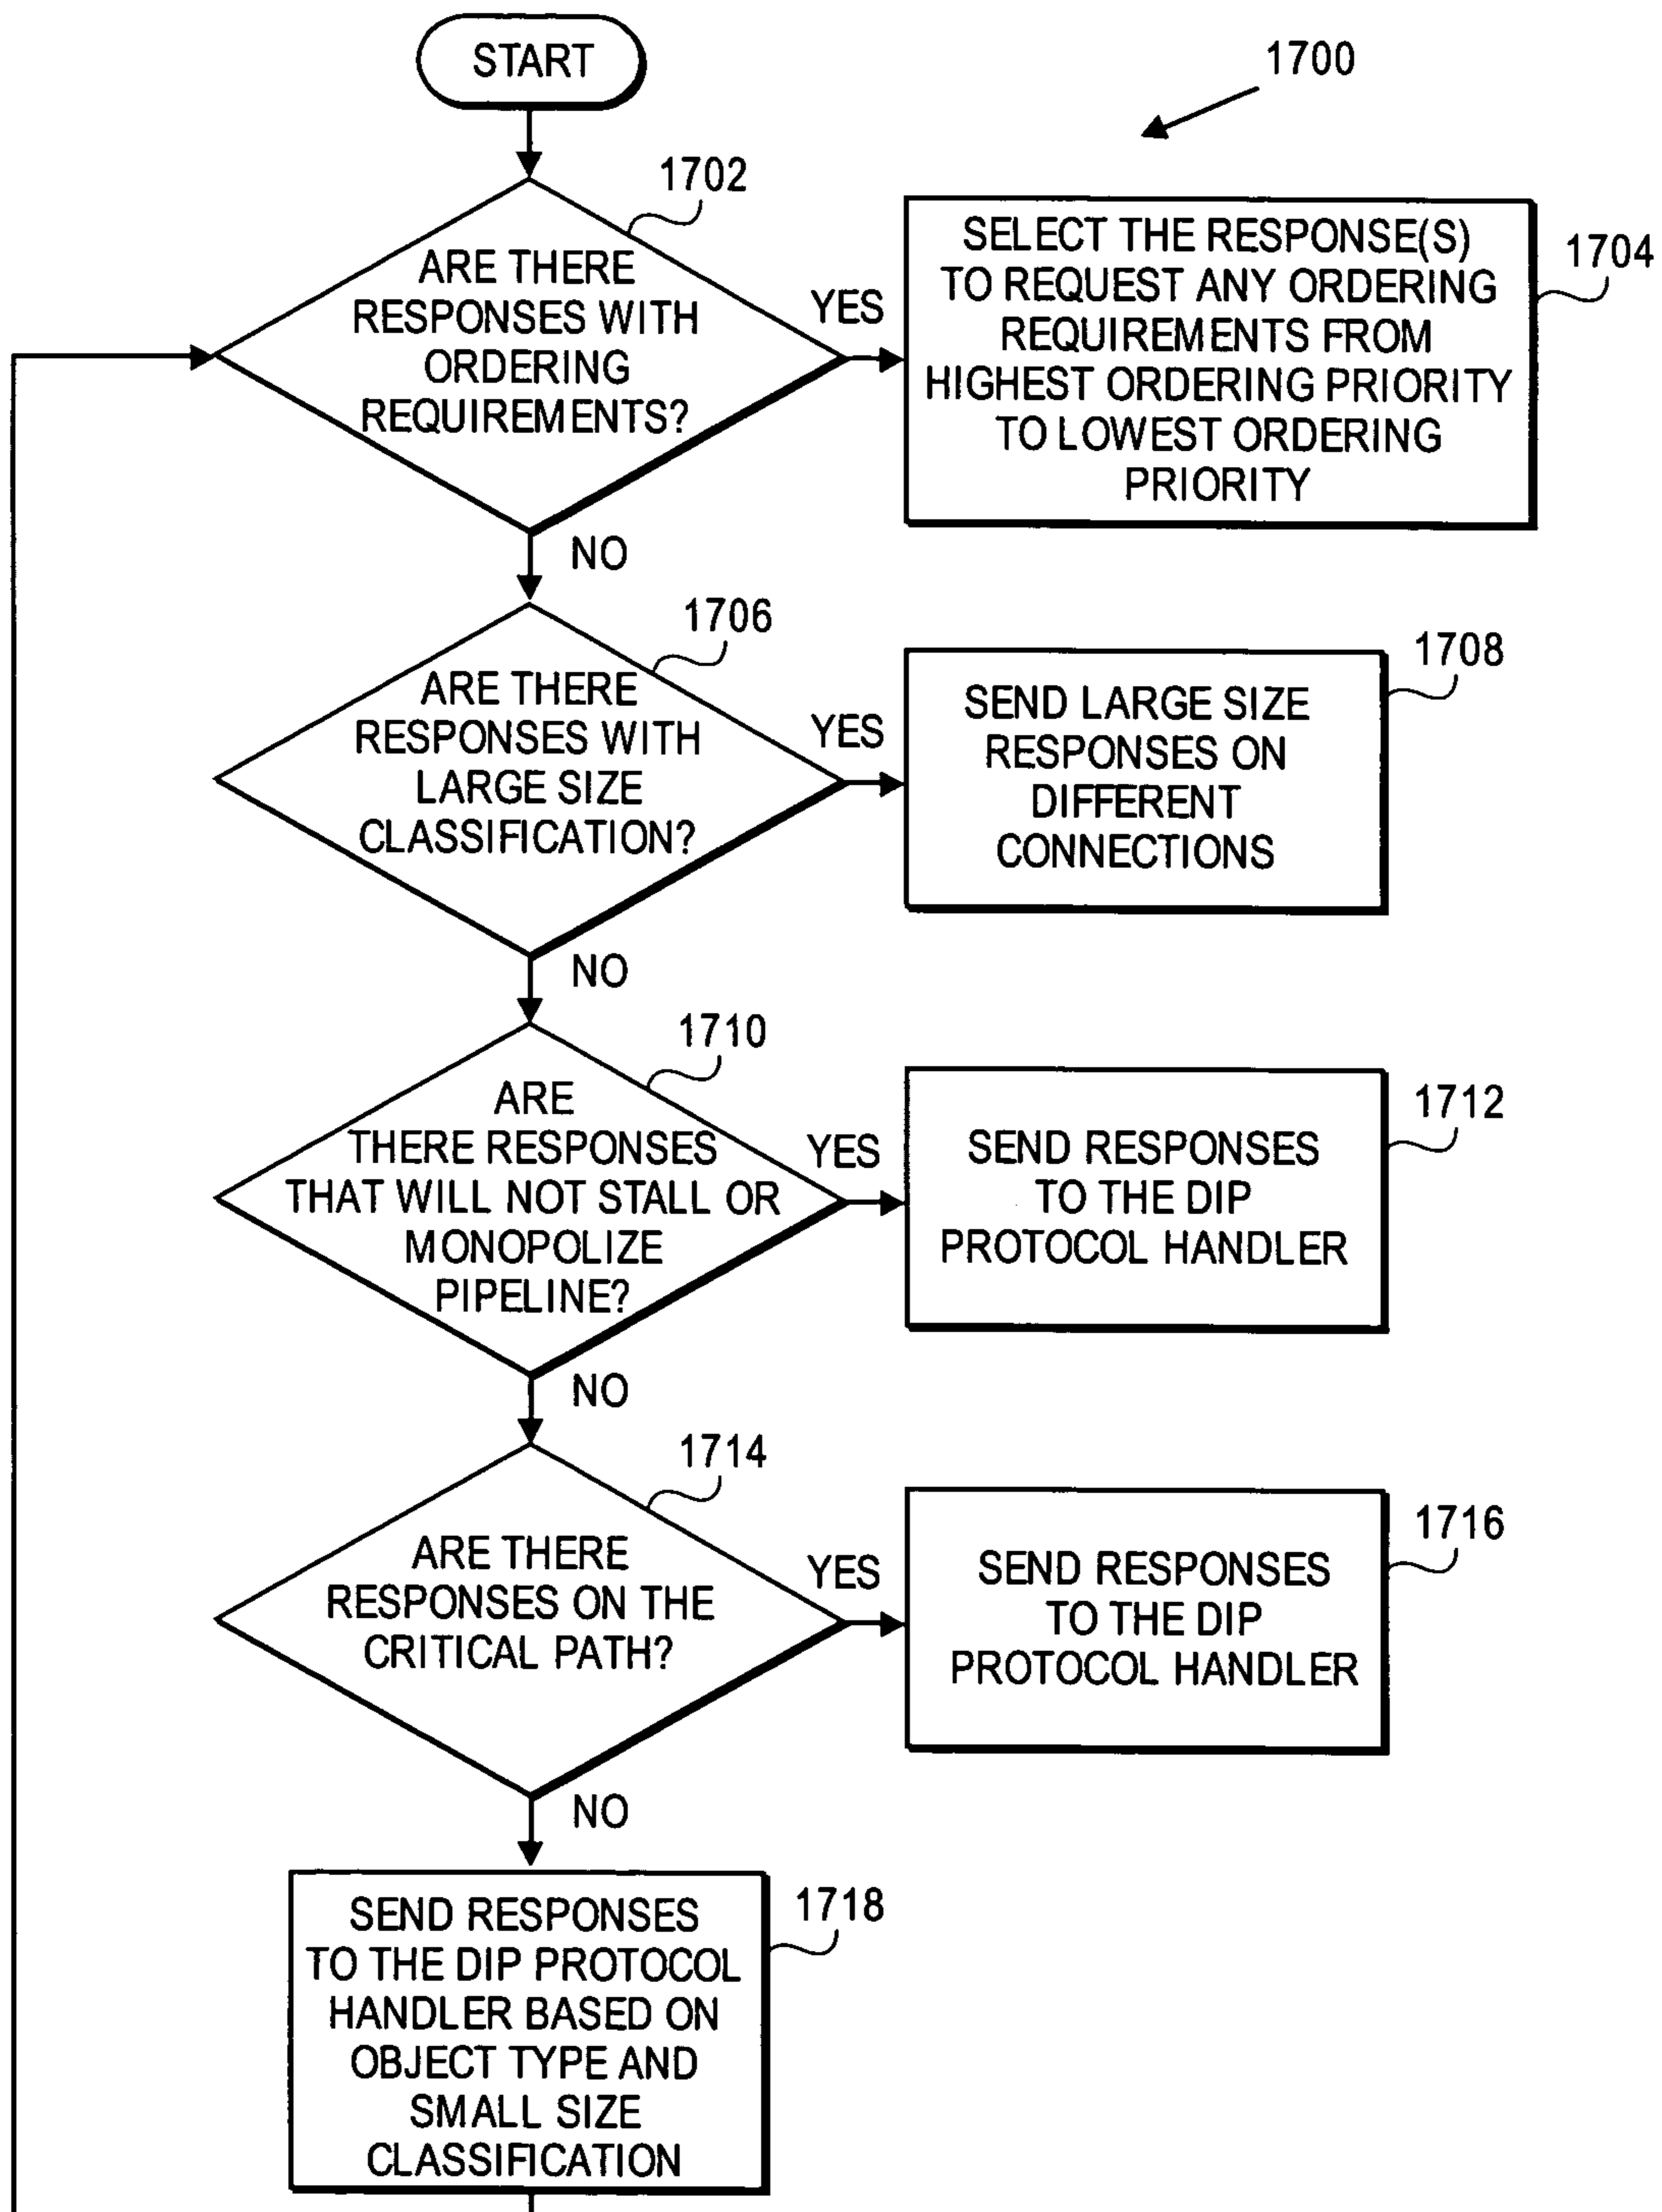 START
1700
1702
ARE THERE
RESPONSES WITH
ORDERING
REQUIREMENTS?
YES
SELECT THE RESPONSE(S)
TO REQUEST ANY ORDERING
REQUIREMENTS FROM
HIGHEST ORDERING PRIORITY
TO LOWEST ORDERING
PRIORITY
1704
NO
1706
ARE THERE
RESPONSES WITH
LARGE SIZE
CLASSIFICATION?
YES
SEND LARGE SIZE
RESPONSES ON
DIFFERENT
CONNECTIONS
1708
NO
1710
ARE
THERE RESPONSES
THAT WILL NOT STALL OR
MONOPOLIZE
PIPELINE?
YES
SEND RESPONSES
TO THE DIP
PROTOCOL HANDLER
1712
NO
1714
ARE THERE
RESPONSES ON THE
CRITICAL PATH?
YES
SEND RESPONSES
TO THE DIP
PROTOCOL HANDLER
1716
NO
SEND RESPONSES
TO THE DIP PROTOCOL
HANDLER BASED ON
OBJECT TYPE AND
SMALL SIZE
CLASSIFICATION
1718